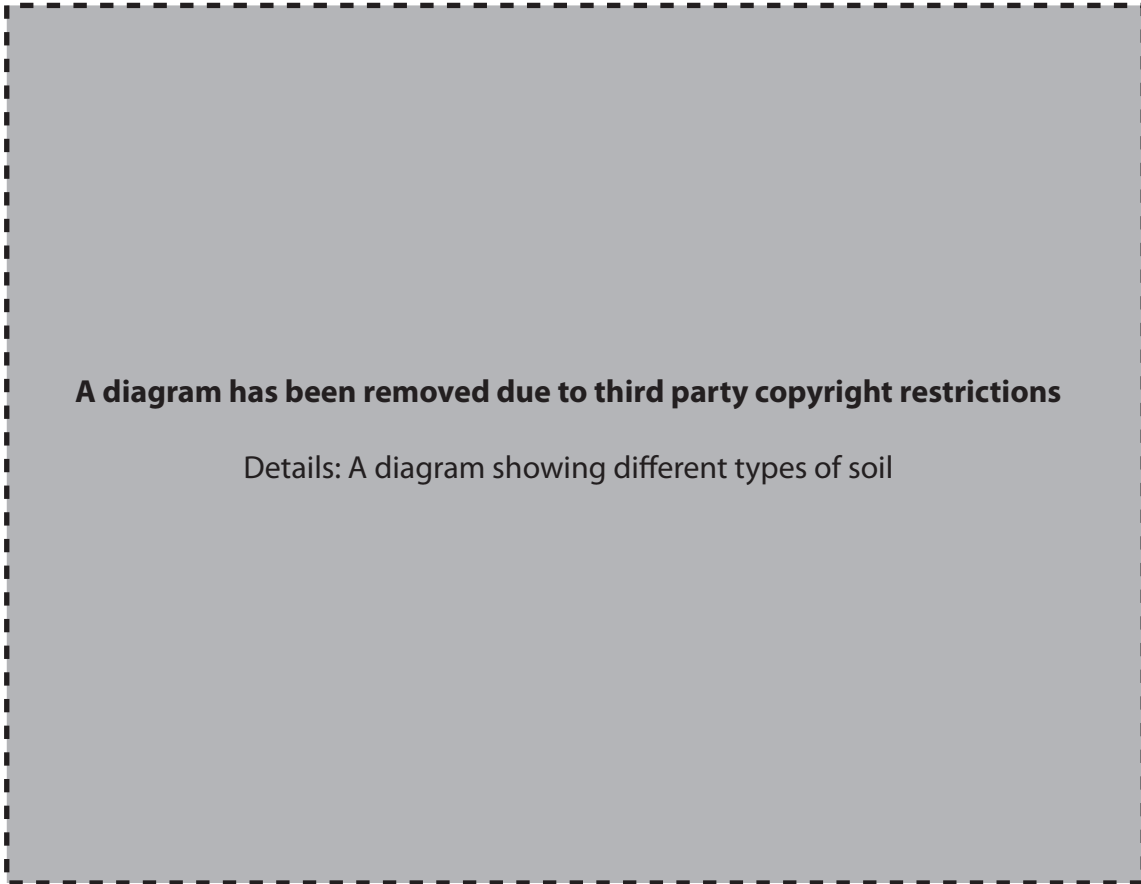 A diagram has been removed due to third party copyright restrictions
Details: A diagram showing different types of soil